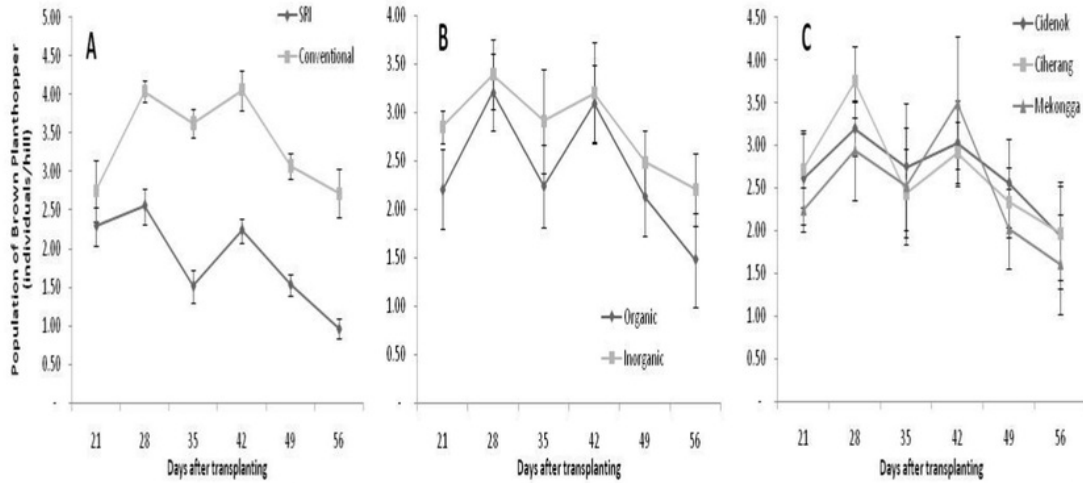 Population of Brown Planthopper
(individuals/hill)
A
SRI
Conventional
5.00
4.50
4.00
3.50
3.00
2.50
2.00
1.50
1.00
0.50
-
21 28 35 42 49 56
Days after transplanting
B
4.00
3.50
3.00
2.50
2.00
1.50
1.00
0.50
-
Organic
Inorganic
21 28 35 42 49 56
Days after transplanting
C
Cidenok
Ciherang
Mekongga
4.50
4.00
3.50
3.00
2.50
2.00
1.50
1.00
0.50
-
21 28 35 42 49 56
Days after transplanting